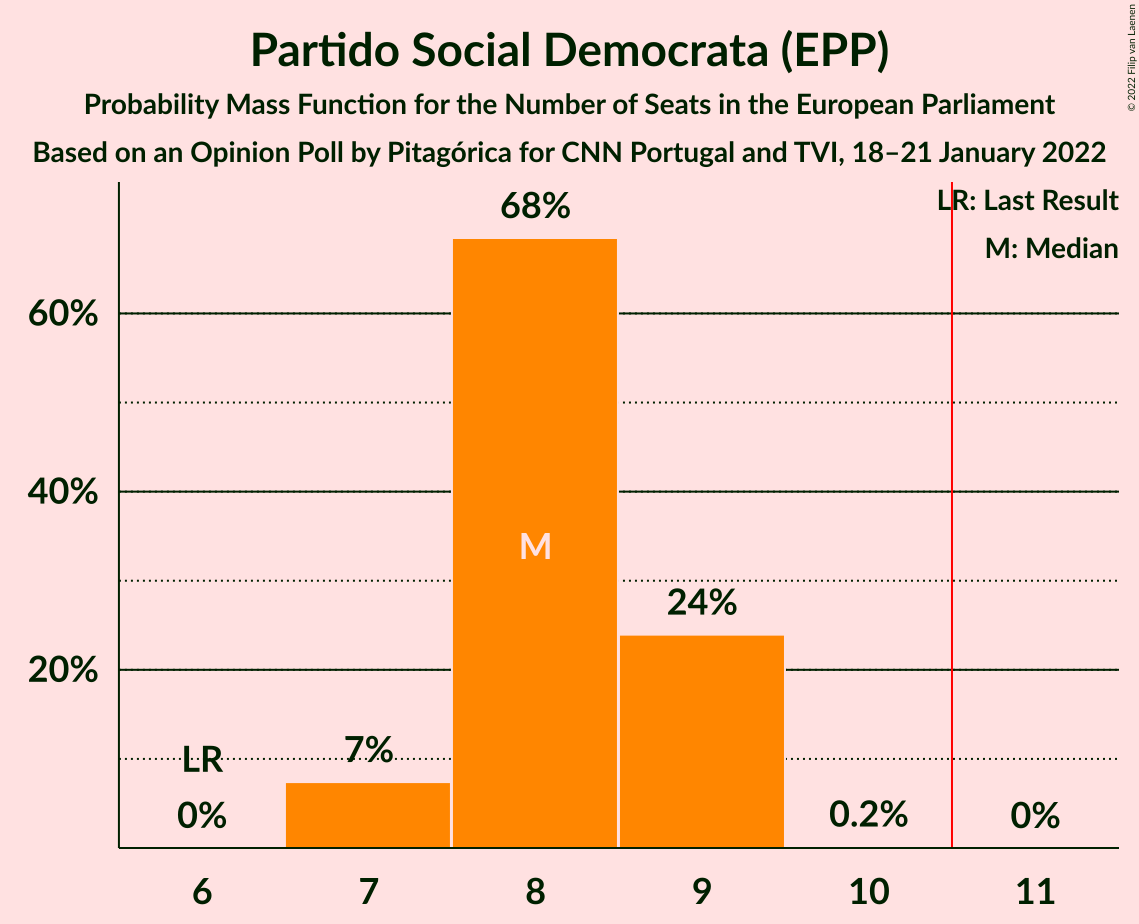 Partido Social Democrata (EPP)
Probability Mass Function for the Number of Seats in the European Parliament
Based on an Opinion Poll by Pitagórica for CNN Portugal and TVI, 18–21 January 2022
© 2022 Filip van Laenen
LR: Last Result
M: Median
68%
60%
40%
M
24%
20%
LR
7%
0%
0.2%
0%
6 7 8 9 10 11